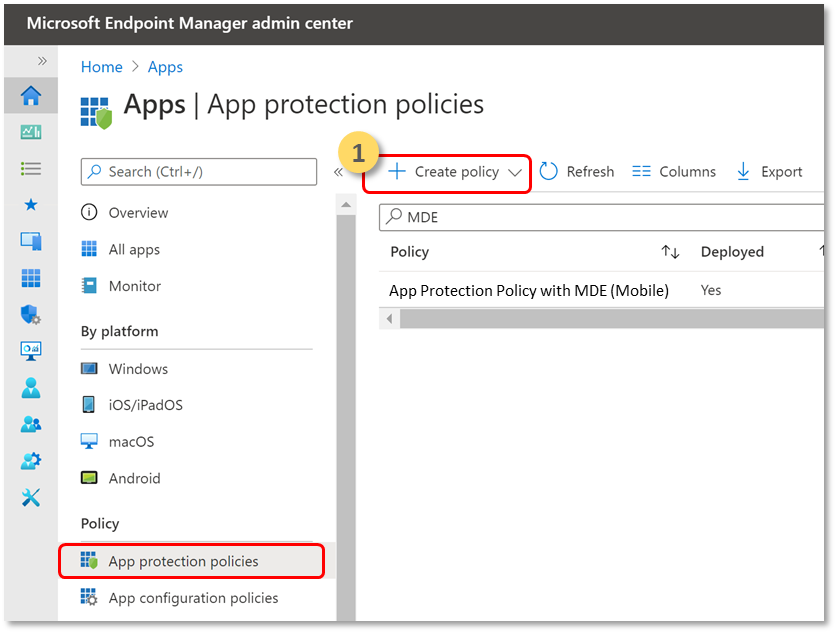 Microsoft Endpoint Manager admin center
Home > Apps
Apps | App protection policies
Search (Ctrl+/)
«
Overview
All apps
Monitor
By platform
Windows
iOS/iPadOS
macOS
Android
Policy
App protection policies
App configuration policies
1
Create policy Refresh Columns Export
MDE
Policy Deployed
App Protection Policy with MDE (Mobile) Yes